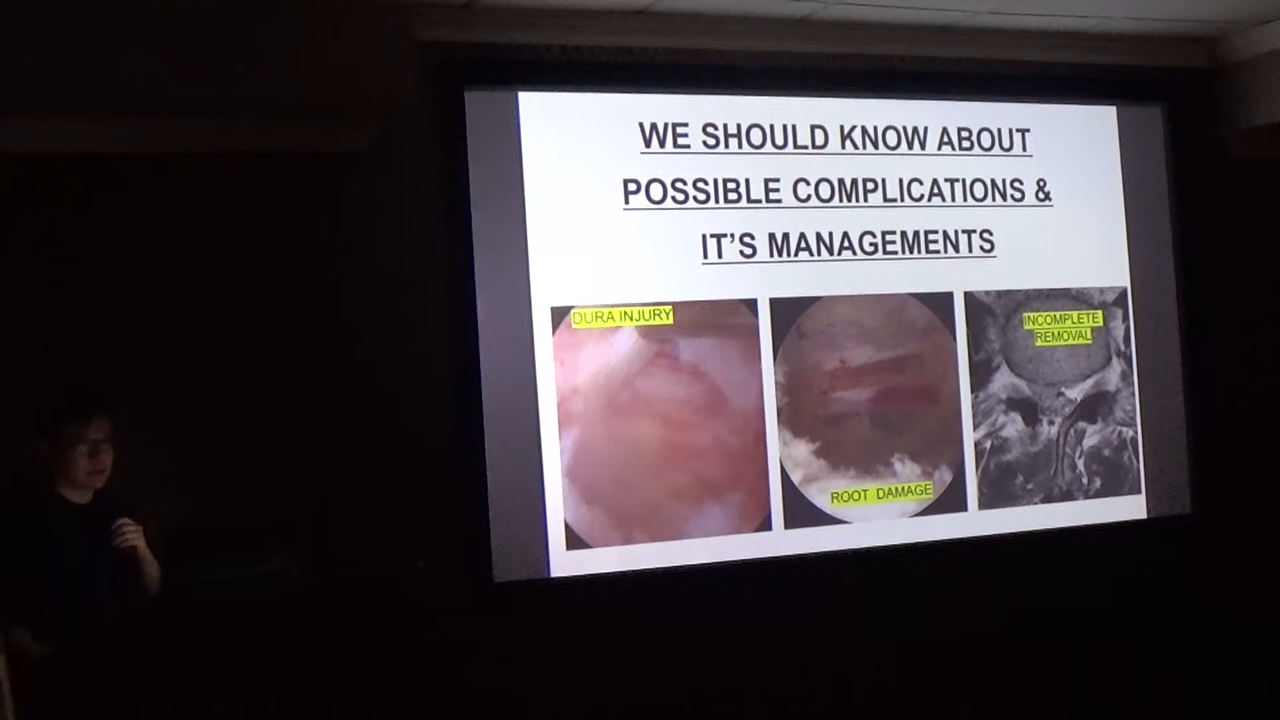 WE SHOULD KNOW ABOUT
POSSIBLE COMPLICATIONS &
IT'S MANAGEMENTS
DURA INJURY
ROOT DAMAGE
INCOMPLETE
REMOVAL